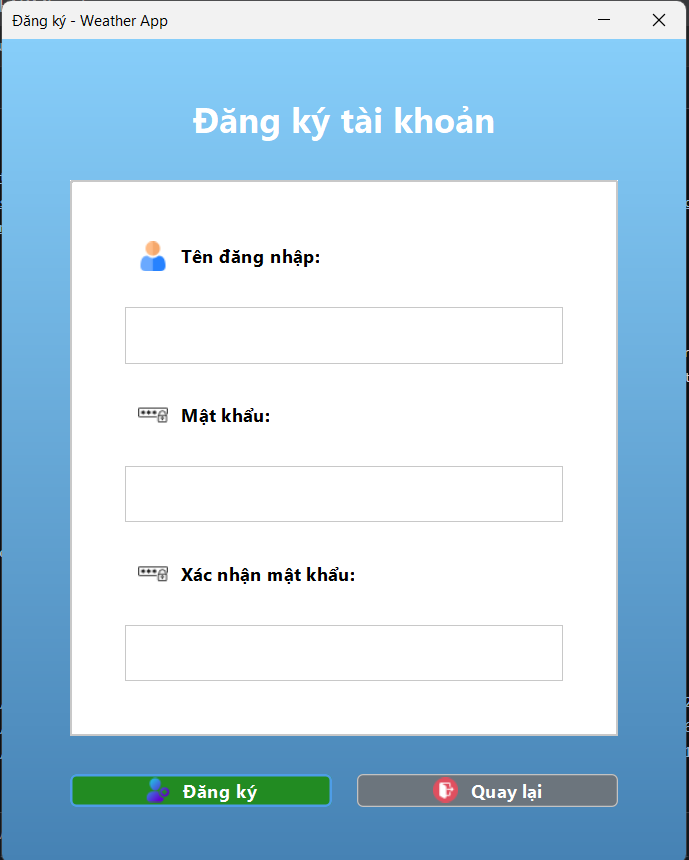 Đăng ký - Weather App
Đăng ký tài khoản
Tên đăng nhập:
Mật khẩu:
Xác nhận mật khẩu:
Đăng ký
Quay lại